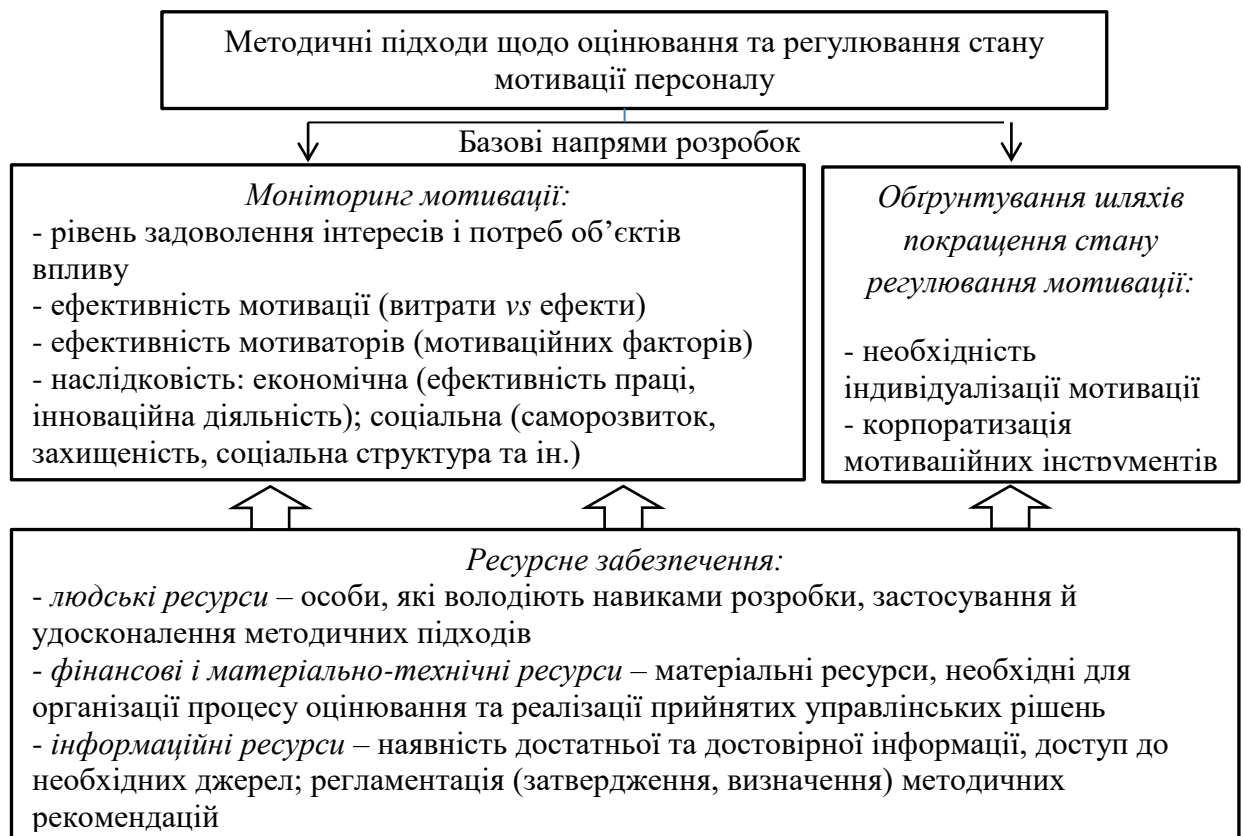 Методичні підходи щодо оцінювання та регулювання стану
мотивації персоналу
Базові напрями розробок
Моніторинг мотивації:
- рівень задоволення інтересів і потреб об’єктів
впливу
- ефективність мотивації (витрати vs ефекти)
- ефективність мотиваторів (мотиваційних факторів)
- наслідковість: економічна (ефективність праці,
інноваційна діяльність); соціальна (саморозвиток,
захищеність, соціальна структура та ін.)
Обґрунтування шляхів
покращення стану
регулювання мотивації:
- необхідність
індивідуалізації мотивації
- корпоратизація
мотиваційних інструментів
Ресурсне забезпечення:
- людські ресурси – особи, які володіють навиками розробки, застосування й
удосконалення методичних підходів
- фінансові і матеріально-технічні ресурси – матеріальні ресурси, необхідні для
організації процесу оцінювання та реалізації прийнятих управлінських рішень
- інформаційні ресурси – наявність достатньої та достовірної інформації, доступ до
необхідних джерел; регламентація (затвердження, визначення) методичних
рекомендацій